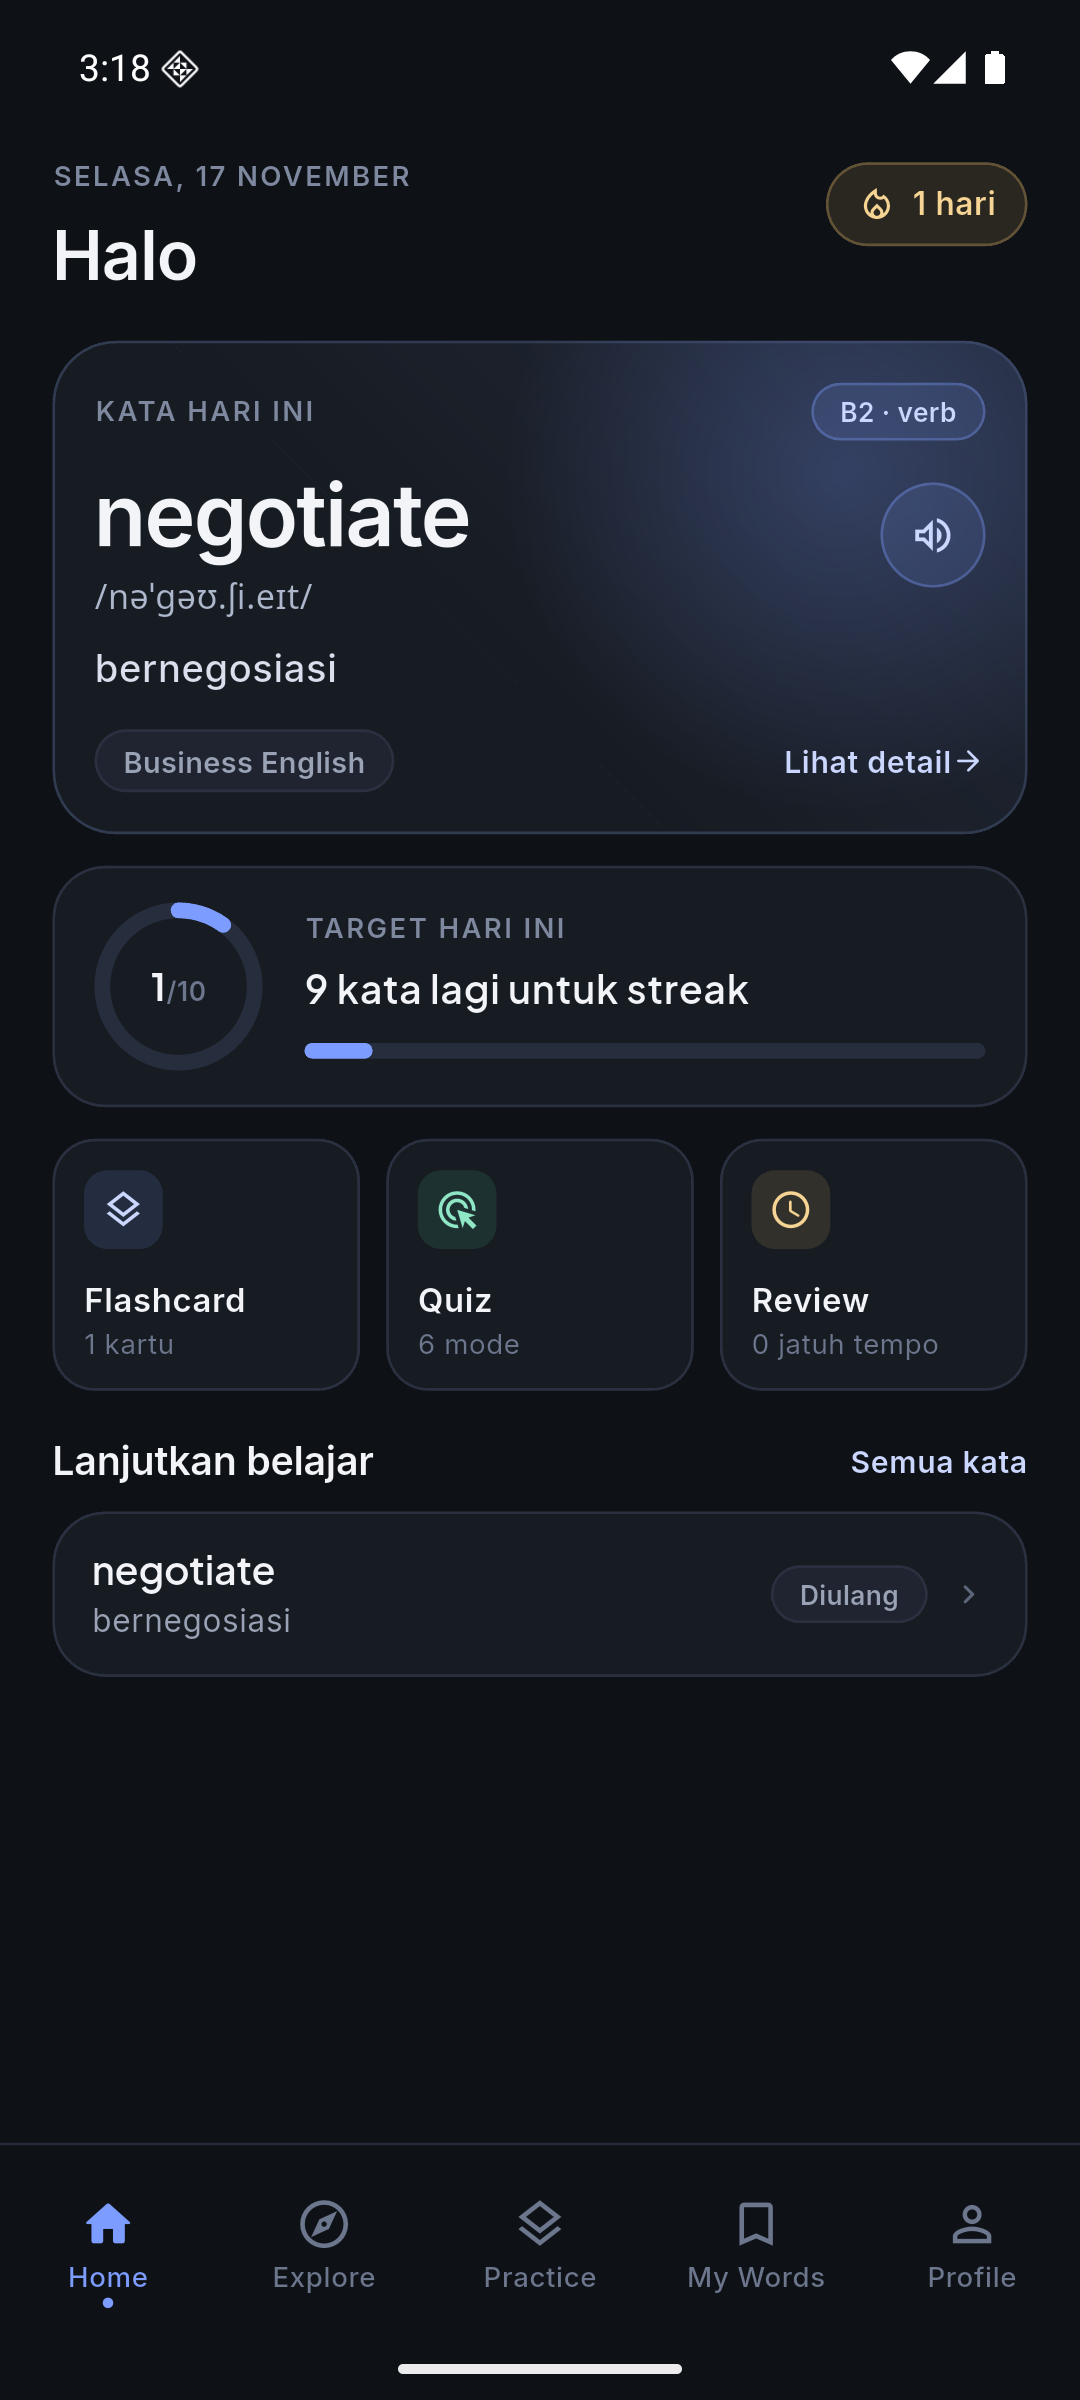 3:18
SELASA, 17 NOVEMBER
Halo
1 hari
KATA HARI INI
B2 · verb
negotiate
/nəˈɡəʊ.ʃi.eɪt/
bernegosiasi
Business English
Lihat detail
1/10
TARGET HARI INI
9 kata lagi untuk streak
Flashcard
1 kartu
Quiz
6 mode
Review
0 jatuh tempo
Lanjutkan belajar
Semua kata
negotiate
bernegosiasi
Diulang
Home
Explore
Practice
My Words
Profile